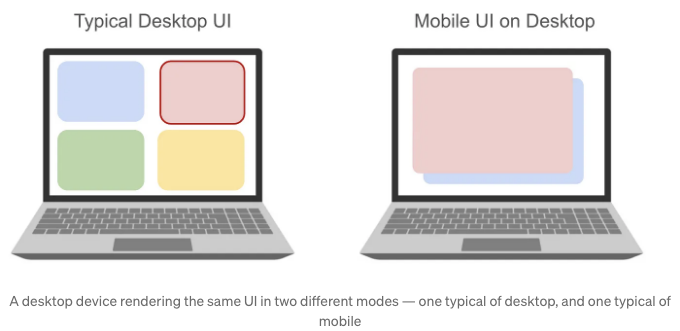 Typical Desktop UI
Mobile UI on Desktop
A desktop device rendering the same UI in two different modes — one typical of desktop, and one typical of
mobile